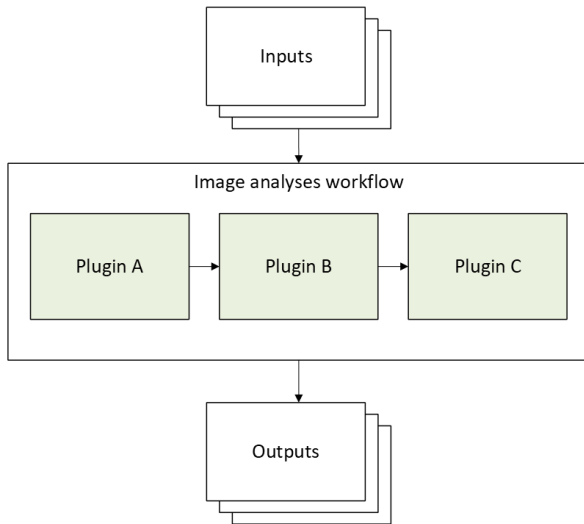 Inputs
Image analyses workflow
Plugin A
Plugin B
Plugin C
Outputs